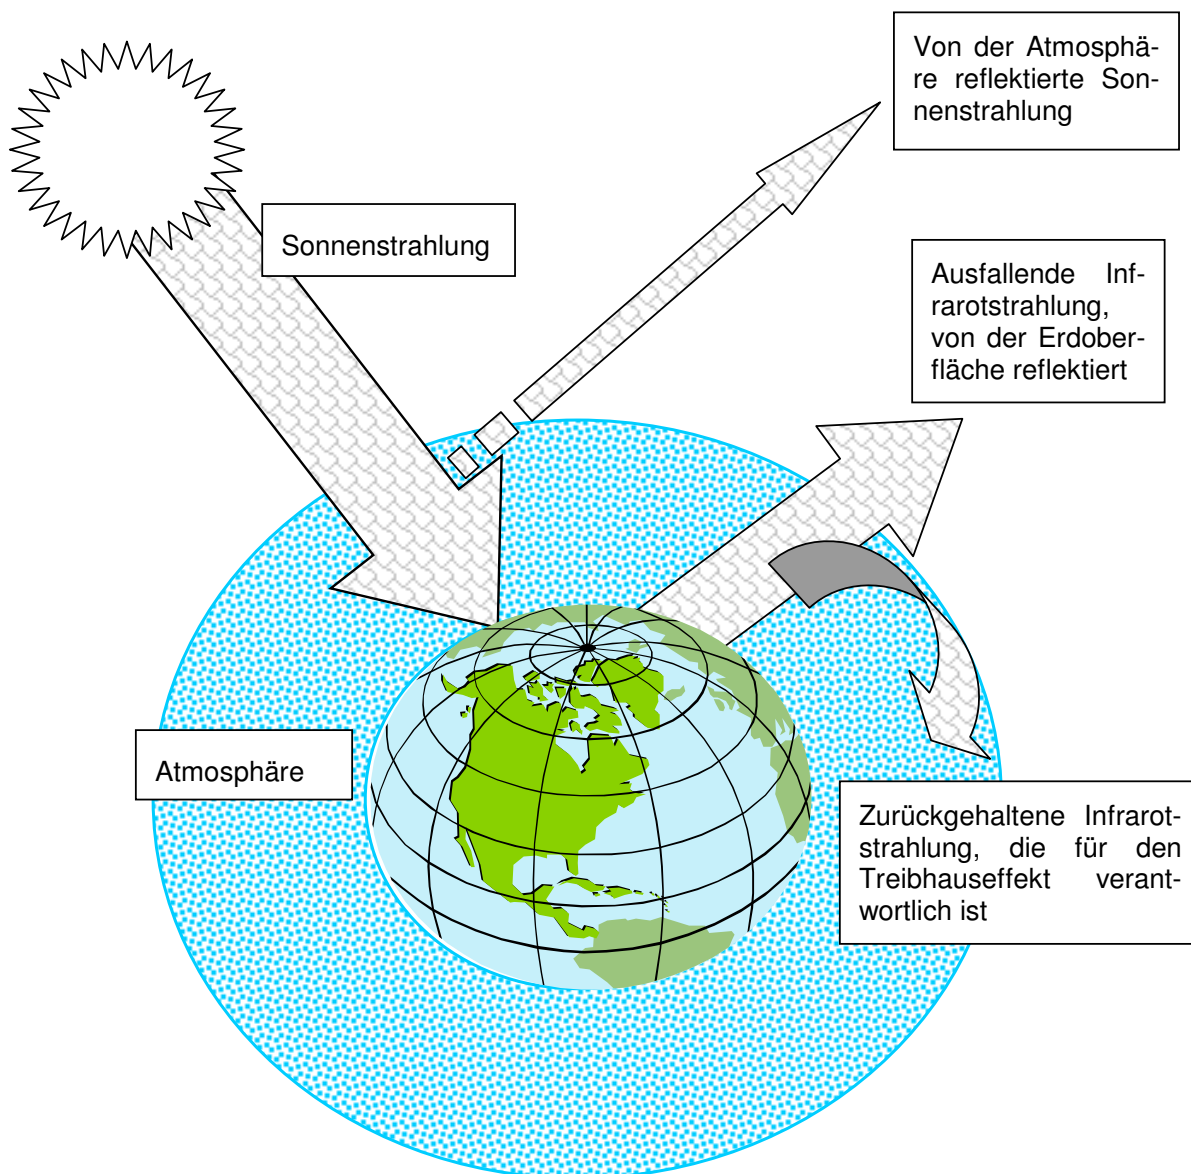 Von der Atmosphä-
re reflektierte Son-
nenstrahlung
Sonnenstrahlung
Ausfallende Inf-
rarotstrahlung,
von der Erdober-
fläche reflektiert
Atmosphäre
Zurückgehaltene Infrarot-
strahlung, die für den
Treibhauseffekt verant-
wortlich ist